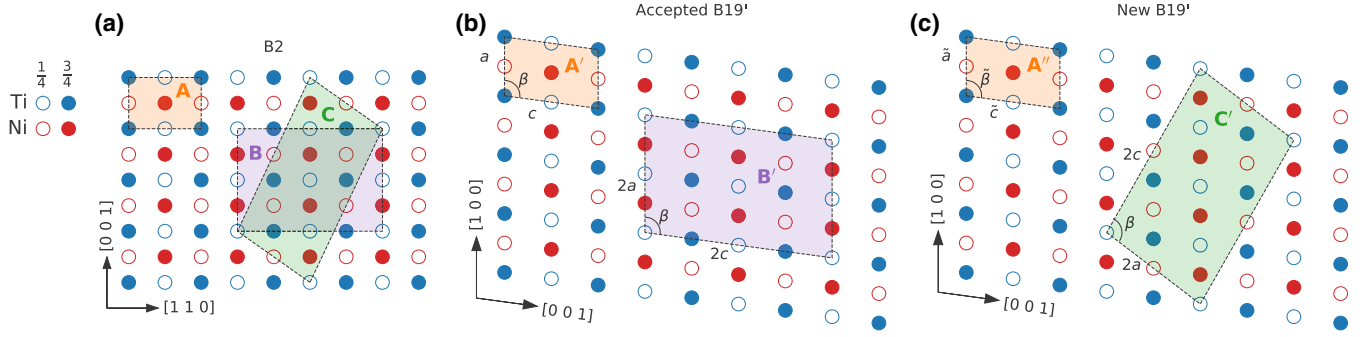 (a)
B2
1/4 3/4
Ti
Ni
A
B
C
[0 0 1]
[1 1 0]
(b)
Accepted B19'
a
β
A′
c
2a
β
B′
2c
[1 0 0]
[0 0 1]
(c)
New B19'
ã
β̃
A′′
c̃
2c
C′
β
2a
[1 0 0]
[0 0 1]